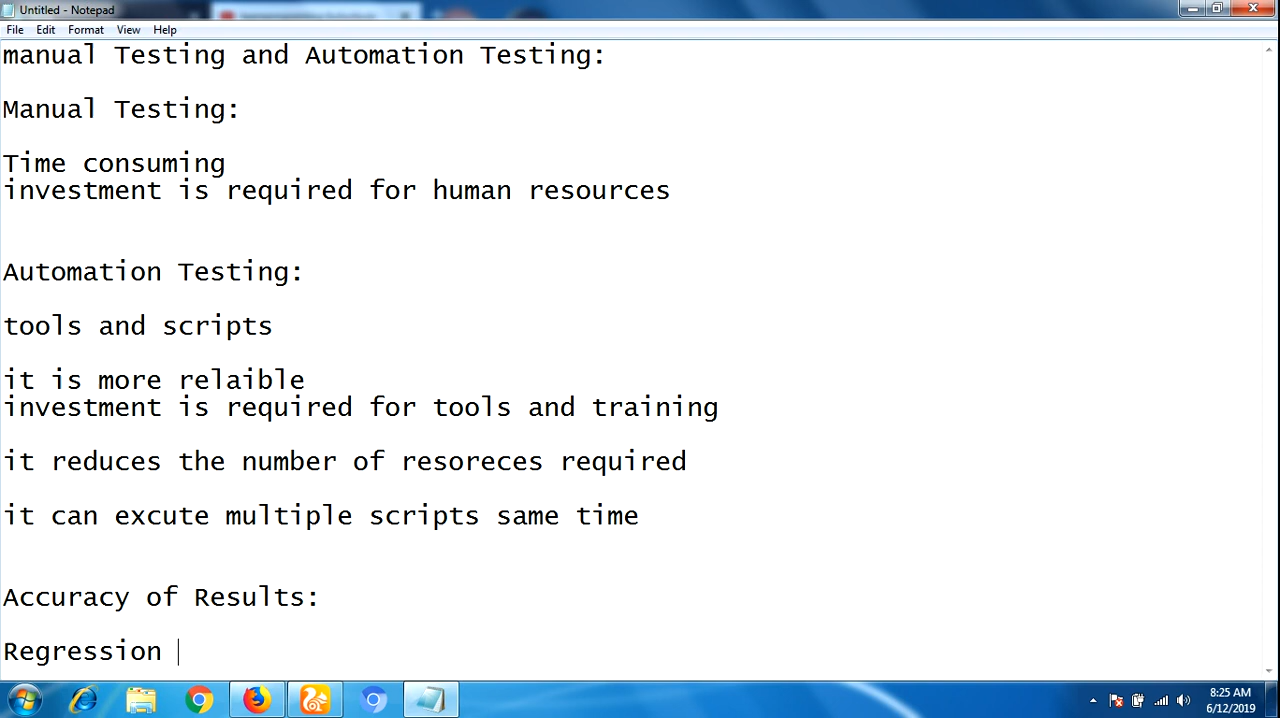 Untitled - Notepad
File Edit Format View Help
manual Testing and Automation Testing:
Manual Testing:
Time consuming
investment is required for human resources
Automation Testing:
tools and scripts
it is more relaible
investment is required for tools and training
it reduces the number of resoreces required
it can excute multiple scripts same time
Accuracy of Results:
Regression
8:25 AM
6/12/2019